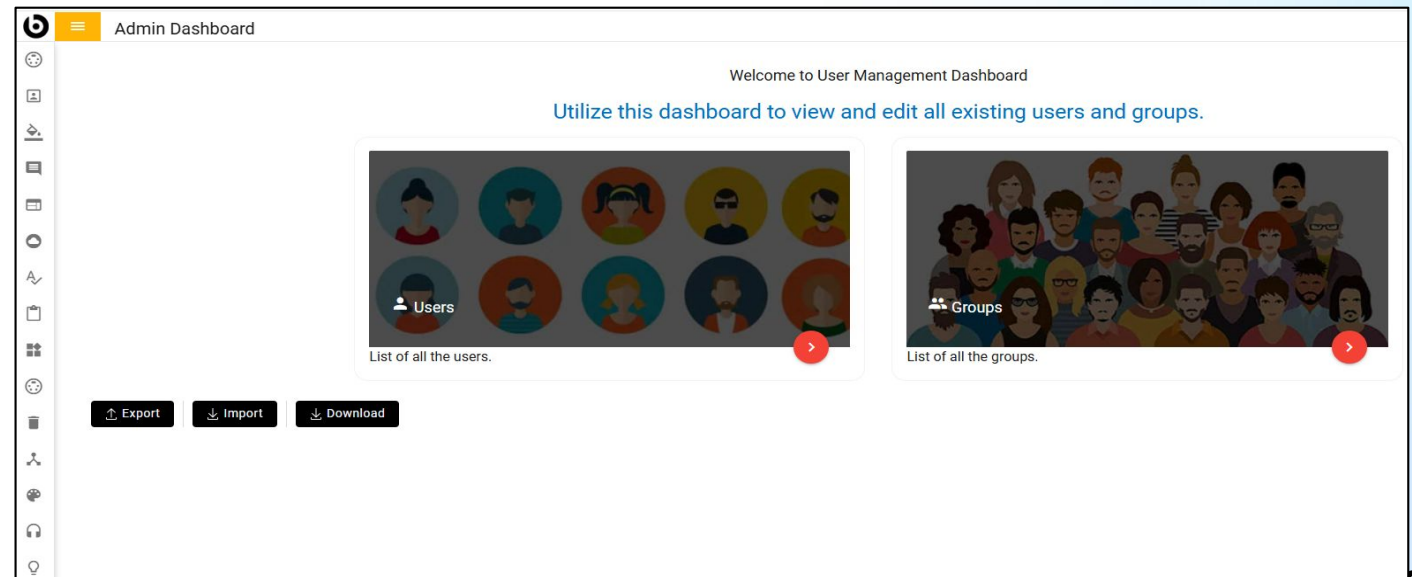 Admin Dashboard
Welcome to User Management Dashboard
Utilize this dashboard to view and edit all existing users and groups.
Users
Groups
List of all the users.
List of all the groups.
Export
Import
Download